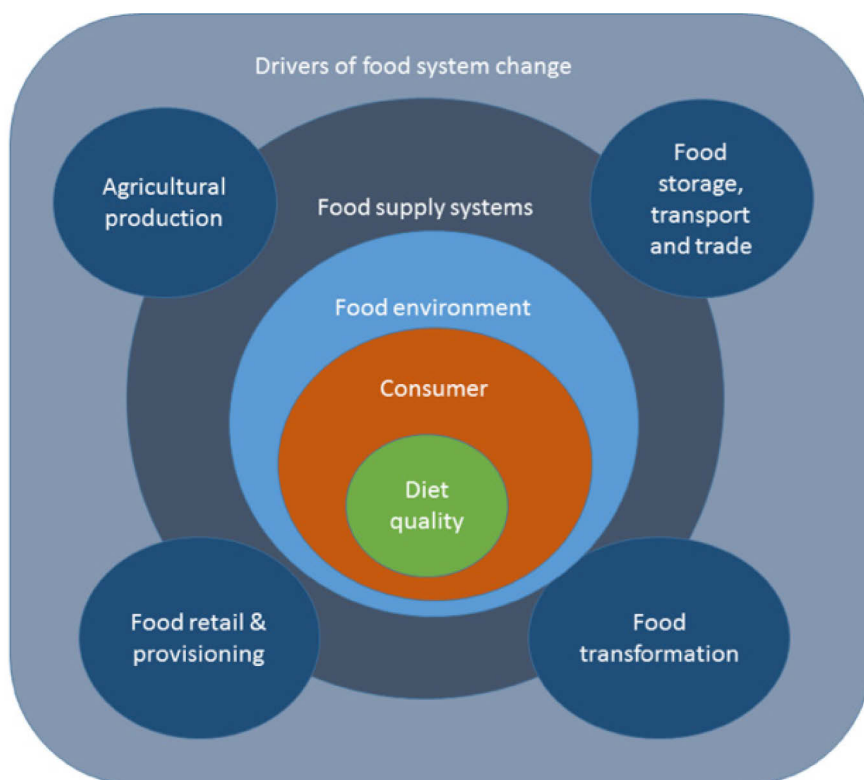 Drivers of food system change
Agricultural
production
Food
storage,
transport
and trade
Food supply systems
Food environment
Consumer
Diet
quality
Food retail &
provisioning
Food
transformation